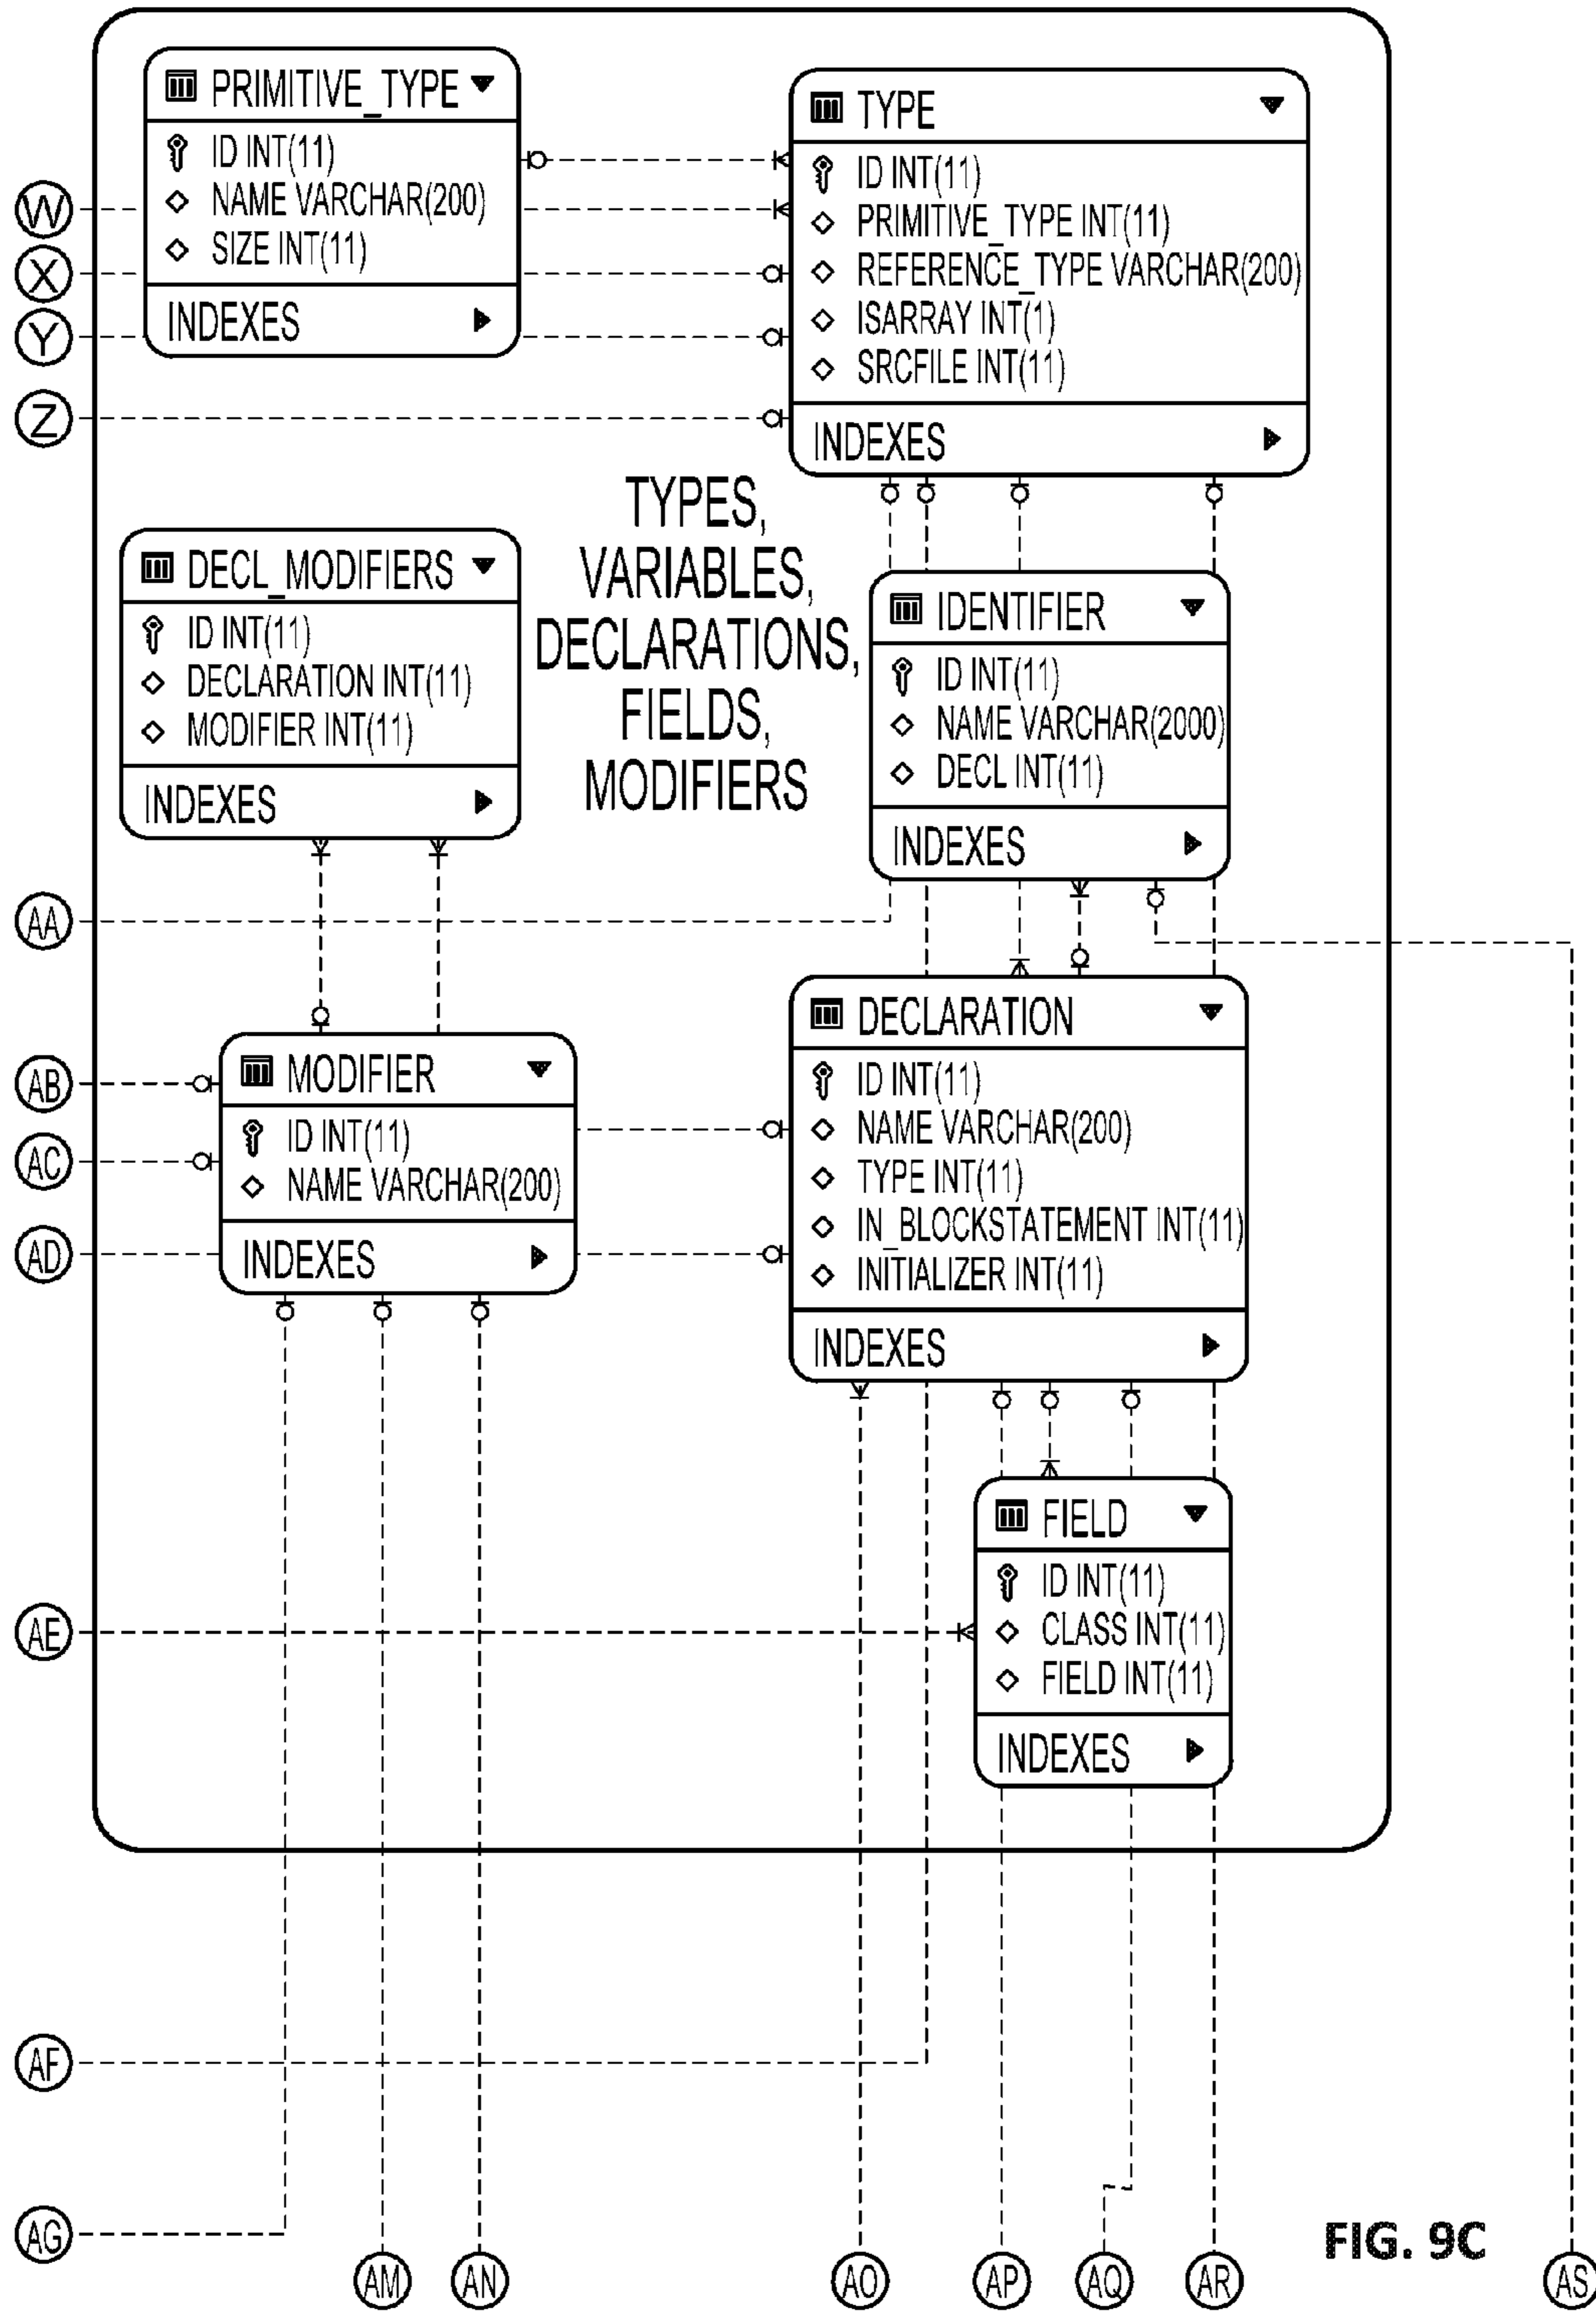 PRIMITIVE_TYPE
ID INT(11)
NAME VARCHAR(200)
SIZE INT(11)
INDEXES
TYPE
ID INT(11)
PRIMITIVE_TYPE INT(11)
REFERENCE_TYPE VARCHAR(200)
ISARRAY INT(1)
SRCFILE INT(11)
INDEXES
W
X
Y
Z
TYPES,
VARIABLES,
DECLARATIONS,
FIELDS,
MODIFIERS
DECL_MODIFIERS
ID INT(11)
DECLARATION INT(11)
MODIFIER INT(11)
INDEXES
IDENTIFIER
ID INT(11)
NAME VARCHAR(2000)
DECL INT(11)
INDEXES
AA
AB
AC
AD
MODIFIER
ID INT(11)
NAME VARCHAR(200)
INDEXES
DECLARATION
ID INT(11)
NAME VARCHAR(200)
TYPE INT(11)
IN_BLOCKSTATEMENT INT(11)
INITIALIZER INT(11)
INDEXES
FIELD
ID INT(11)
CLASS INT(11)
FIELD INT(11)
INDEXES
AE
AF
AG
AM
AN
AO
AP
AQ
AR
AS
FIG. 9C